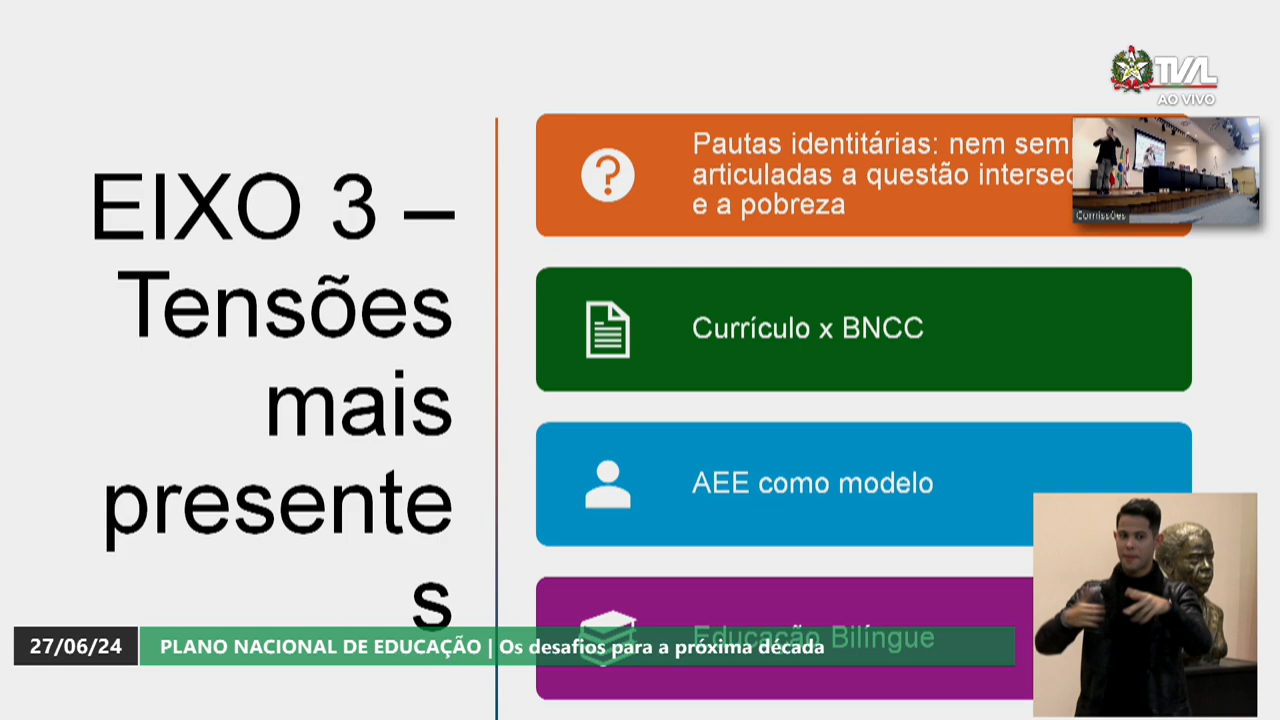 TVAL
AO VIVO
EIXO 3 –
Tensões
mais
presente
s
Pautas identitárias: nem sem
articuladas a questão intersec
e a pobreza
Comissões
Currículo x BNCC
AEE como modelo
Educação Bilíngue
27/06/24
PLANO NACIONAL DE EDUCAÇÃO | Os desafios para a próxima década